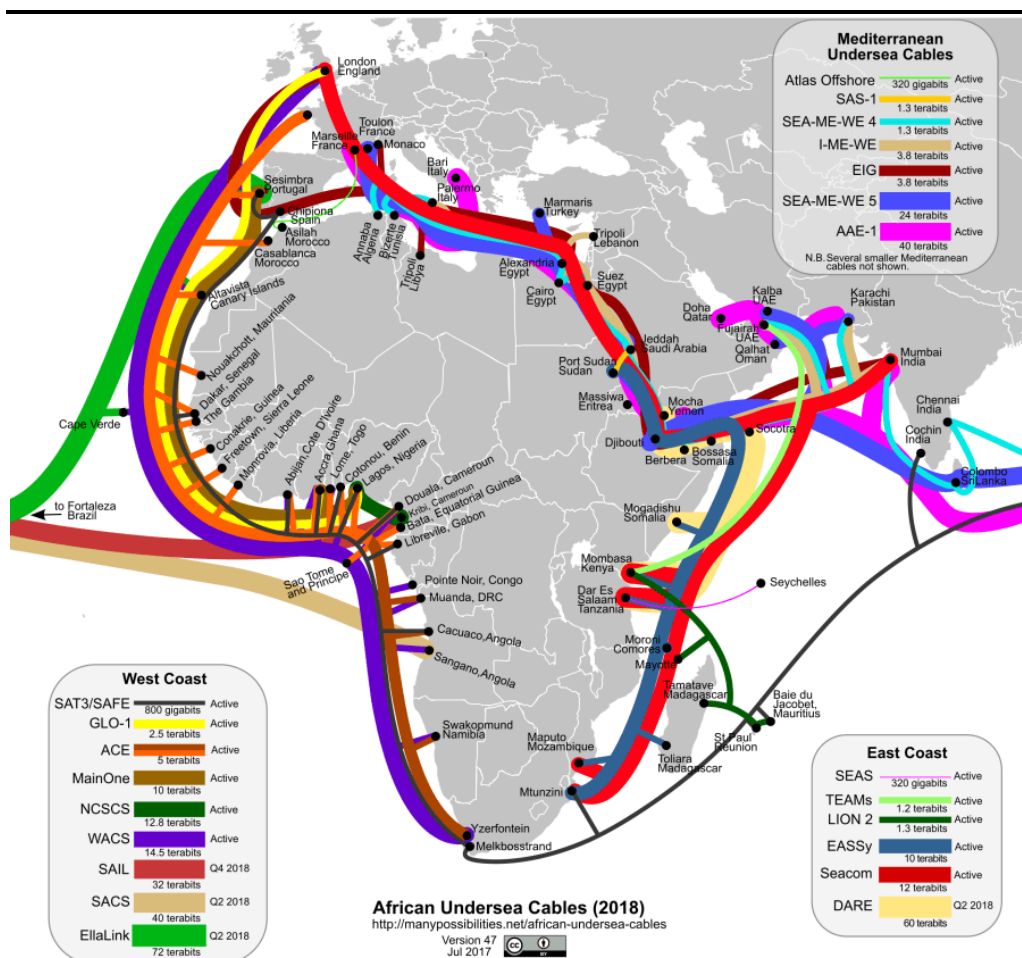 London
England
Mediterranean
Undersea Cables
Atlas Offshore
320 gigabits
Active
SAS-1
1.3 terabits
Active
SEA-ME-WE 4
1.3 terabits
Active
I-ME-WE
3.8 terabits
Active
EIG
3.8 terabits
Active
SEA-ME-WE 5
24 terabits
Active
AAE-1
40 terabits
Active
N.B. Several smaller Mediterranean
cables not shown.
Toulon
France
Marseille
France
Monaco
Bari
Italy
Palermo
Italy
Sesimbra
Portugal
Chipiona
Spain
Asilah
Morocco
Casablanca
Morocco
Annaba
Algeria
Bizerte
Tunisia
Tripoli
Libya
Marmaris
Turkey
Tripoli
Lebanon
Alexandria
Egypt
Cairo
Egypt
Suez
Egypt
Altavista
Canary Islands
Doha
Qatar
Kalba
UAE
Karachi
Pakistan
Fujairah
UAE
Qalhat
Oman
Jeddah
Saudi Arabia
Port Sudan
Sudan
Mumbai
India
Nouakchott, Mauritania
Dakar, Senegal
The Gambia
Conakrie, Guinea
Freetown, Sierra Leone
Monrovia, Liberia
Abijan,Cote D'Ivoire
Accra,Ghana
Lome, Togo
Cotonou, Benin
Lagos, Nigeria
Massiwa
Eritrea
Mocha
Yemen
Chennai
India
Cape Verde
Djibouti
Berbera
Bossasa
Somalia
Socotra
Cochin
India
Colombo
SriLanka
to Fortaleza
Brazil
Douala, Cameroun
Kribi, Cameroun
Bata, Equatorial Guinea
Libreville, Gabon
Mogadishu
Somalia
Sao Tome
and Principe
Pointe Noir, Congo
Muanda, DRC
Mombasa
Kenya
Dar Es
Salaam
Tanzania
Seychelles
Cacuaco,Angola
Sangano,Angola
Moroni
Comores
Mayotte
Tamatave
Madagascar
Baie du
Jacobet,
Mauritius
St Paul
Reunion
West Coast
SAT3/SAFE
800 gigabits
Active
GLO-1
2.5 terabits
Active
ACE
5 terabits
Active
MainOne
10 terabits
Active
NCSCS
12.8 terabits
Active
WACS
14.5 terabits
Active
SAIL
32 terabits
Q4 2018
SACS
40 terabits
Q2 2018
EllaLink
72 terabits
Q2 2018
Swakopmund
Namibia
Maputo
Mozambique
Toliara
Madagascar
Mtunzini
Yzerfontein
Melkbosstrand
East Coast
SEAS
320 gigabits
Active
TEAMs
1.2 terabits
Active
LION 2
1.3 terabits
Active
EASSy
10 terabits
Active
Seacom
12 terabits
Active
DARE
60 terabits
Q2 2018
African Undersea Cables (2018)
http://manypossibilities.net/african-undersea-cables
Version 47
Jul 2017
cc
BY